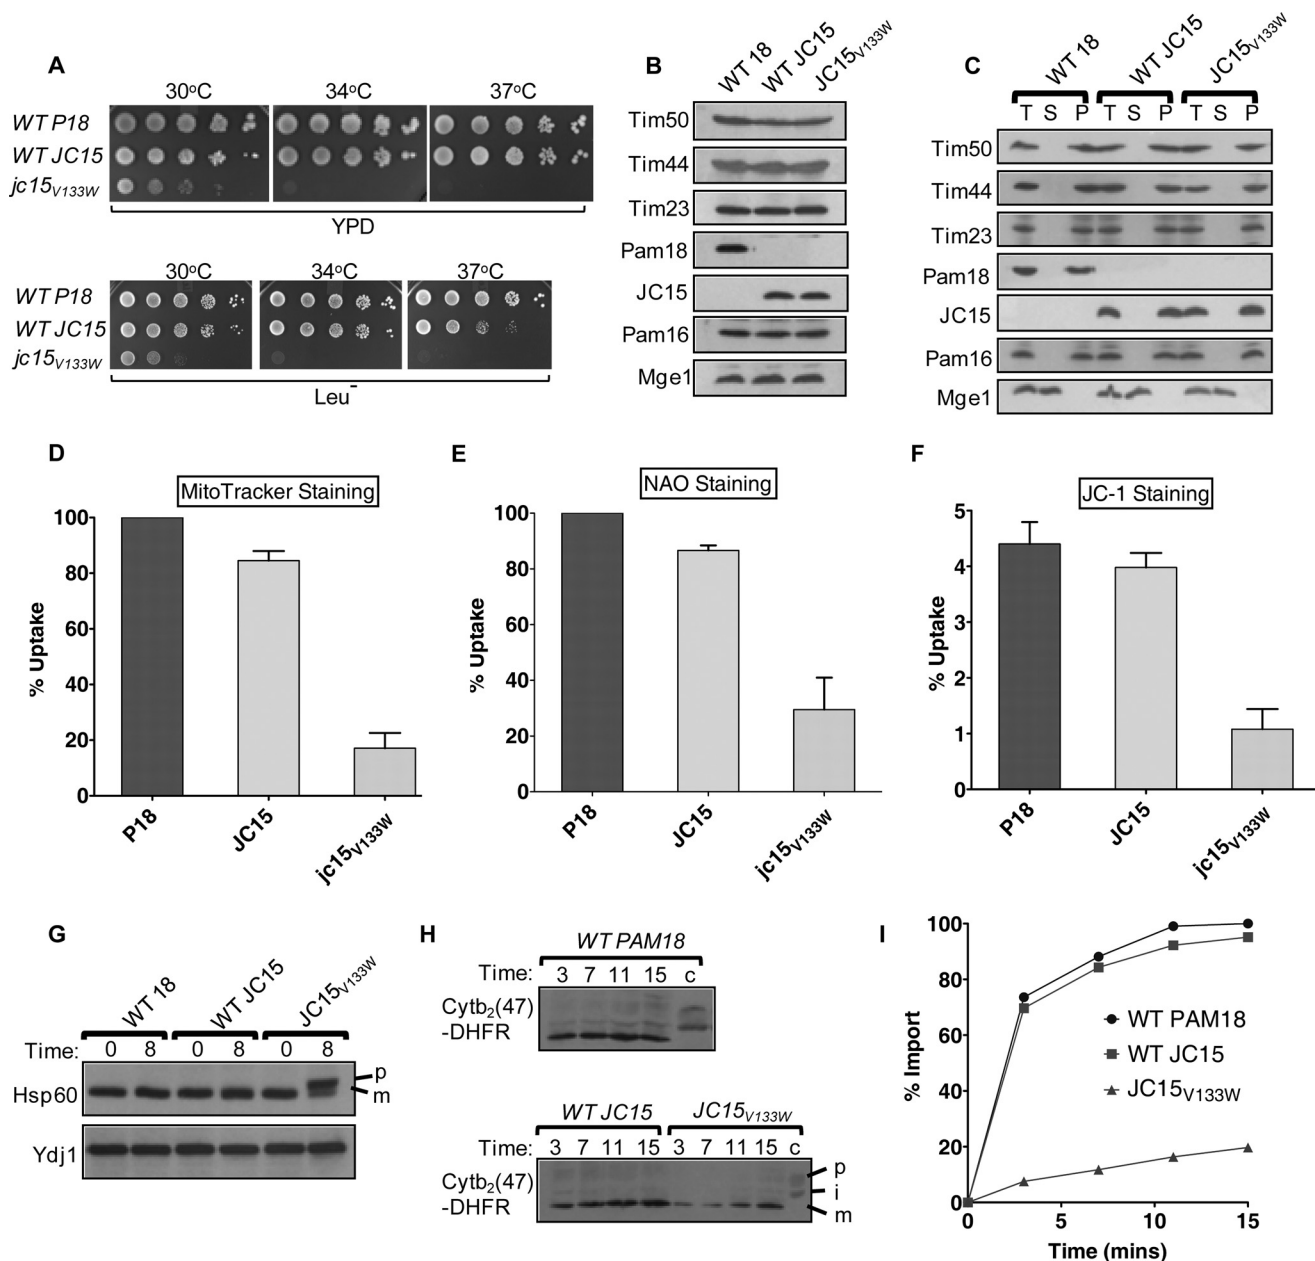 A
30°C 34°C 37°C
WT P18
WT JC15
jc15V133W
YPD
30°C 34°C 37°C
WT P18
WT JC15
jc15V133W
Leu-
B
WT 18 WT JC15 JC15V133W
Tim50
Tim44
Tim23
Pam18
JC15
Pam16
Mge1
C
WT 18 WT JC15 JC15V133W
T S P T S P T S P
Tim50
Tim44
Tim23
Pam18
JC15
Pam16
Mge1
D
MitoTracker Staining
% Uptake
100
80
60
40
20
0
P18 JC15 jc15V133W
E
NAO Staining
% Uptake
100
80
60
40
20
0
P18 JC15 jc15V133W
F
JC-1 Staining
% Uptake
5
4
3
2
1
0
P18 JC15 jc15V133W
G
WT 18 WT JC15 JC15V133W
Time: 0 8 0 8 0 8
Hsp60
p
m
Ydj1
H
WT PAM18
Time: 3 7 11 15 c
Cytb2(47)
-DHFR
WT JC15 JC15V133W
Time: 3 7 11 15 3 7 11 15 c
Cytb2(47)
-DHFR
p
i
m
I
% Import
100
80
60
40
20
0
WT PAM18
WT JC15
JC15V133W
0 5 10 15
Time (mins)